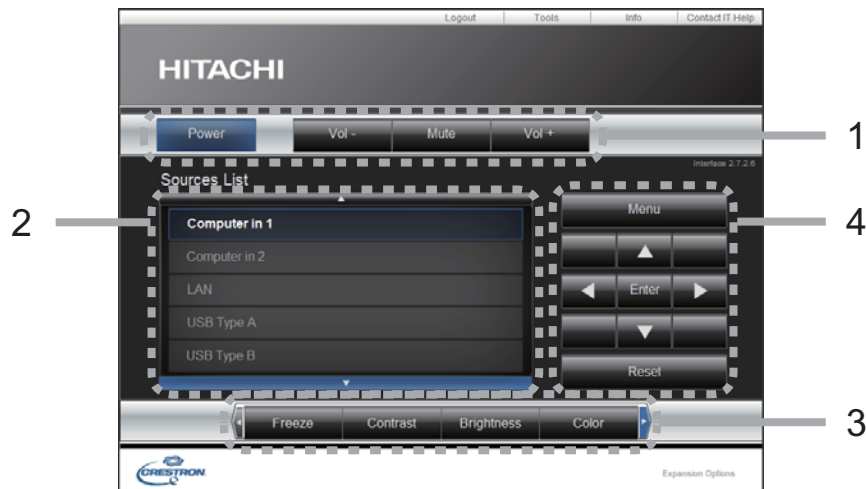 Logout Tools Info Contact IT Help
HITACHI
Power Vol - Mute Vol +
1
Interface 2.7.2.6
Sources List
2
Computer in 1
Computer in 2
LAN
USB Type A
USB Type B
Menu
4
Enter
Reset
Freeze Contrast Brightness Color
3
CRESTRON
Expansion Options